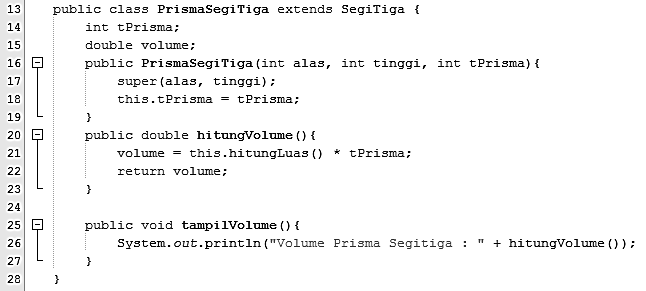 13 public class PrismaSegiTiga extends SegiTiga {
14 int tPrisma;
15 double volume;
16 public PrismaSegiTiga(int alas, int tinggi, int tPrisma){
17 super(alas, tinggi);
18 this.tPrisma = tPrisma;
19 }
20 public double hitungVolume(){
21 volume = this.hitungLuas() * tPrisma;
22 return volume;
23 }
24
25 public void tampilVolume(){
26 System.out.println("Volume Prisma Segitiga : " + hitungVolume());
27 }
28 }